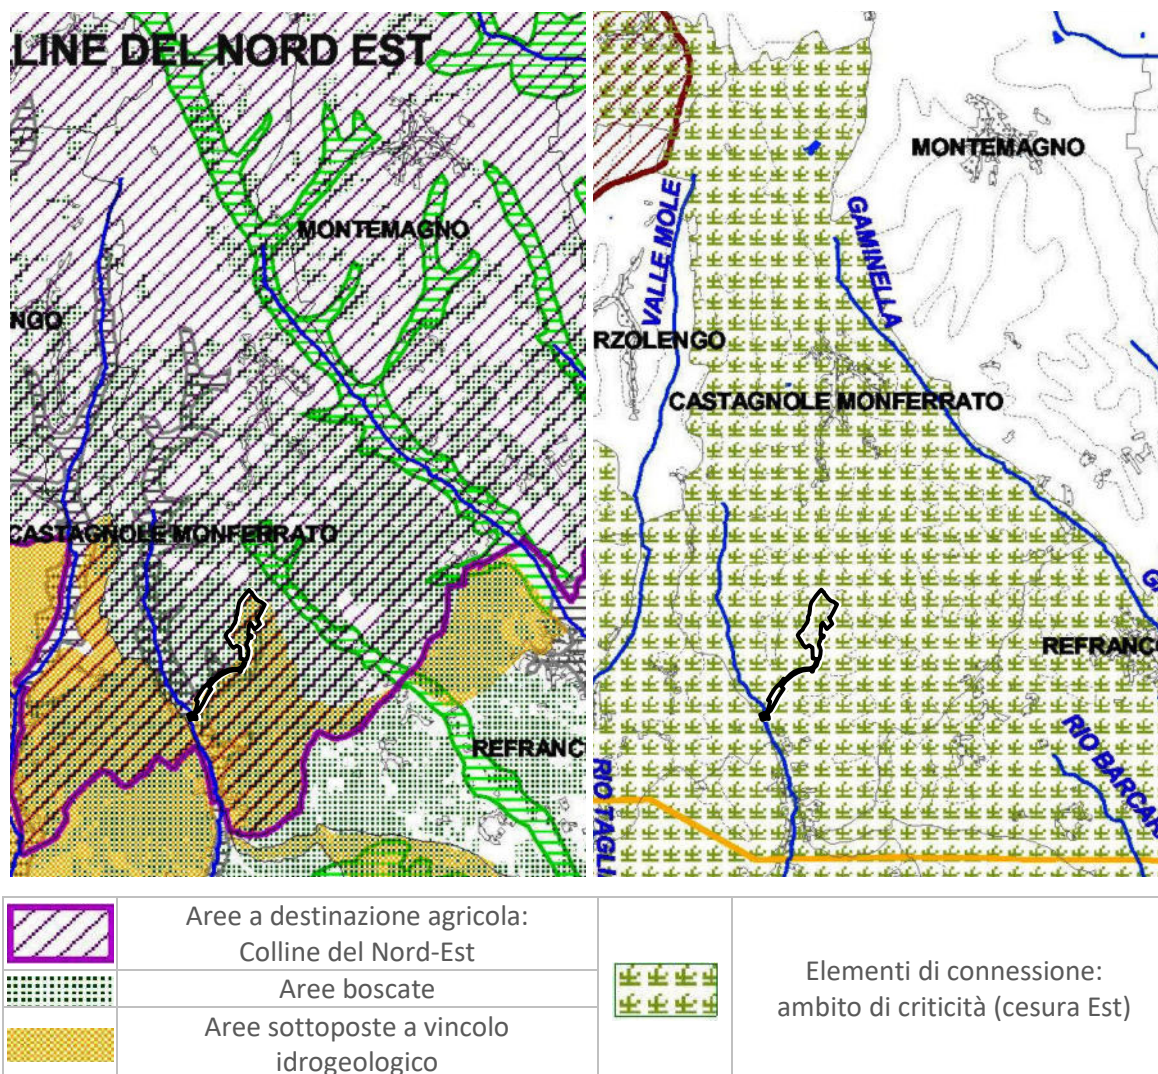 LINE DEL NORD EST
MONTEMAGNO
NGO
CASTAGNOLE MONFERRATO
REFRANC
MONTEMAGNO
VALLE MOLE
GAMINELLA
RZOLENGO
CASTAGNOLE MONFERRATO
G
REFRANC
RIO BARCAR
RIO TAGLI
Aree a destinazione agricola:
Colline del Nord-Est
Aree boscate
Aree sottoposte a vincolo
idrogeologico
Elementi di connessione:
ambito di criticità (cesura Est)